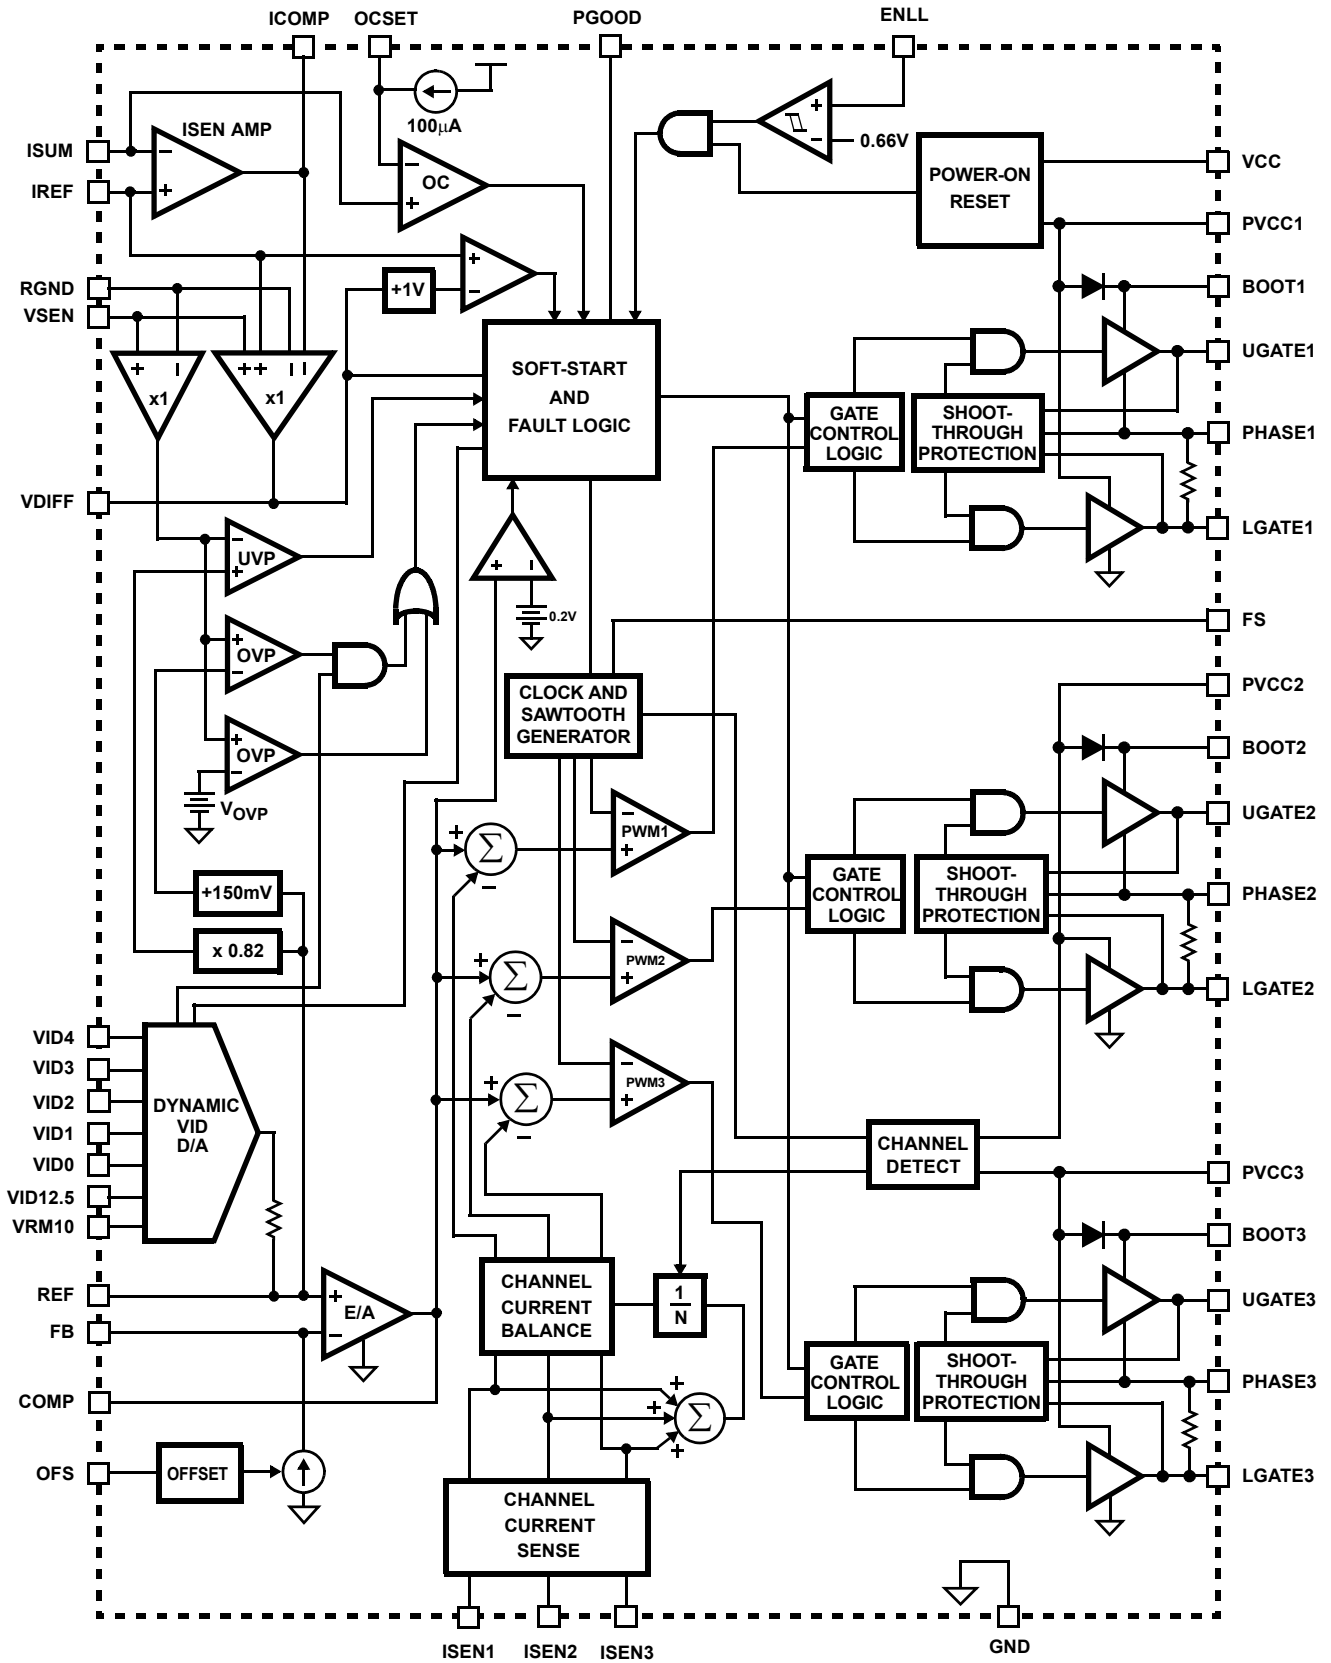 ICOMP
OCSET
PGOOD
ENLL
ISEN AMP
100μA
ISUM
IREF
−
+
−
+
OC
+
−
0.66V
POWER-ON
RESET
VCC
PVCC1
+
−
+1V
RGND
VSEN
BOOT1
+
−
x1
+
+
−
−
x1
SOFT-START
AND
FAULT LOGIC
UGATE1
GATE
CONTROL
LOGIC
SHOOT-
THROUGH
PROTECTION
PHASE1
VDIFF
LGATE1
−
+
UVP
+
−
0.2V
FS
+
−
OVP
CLOCK AND
SAWTOOTH
GENERATOR
PVCC2
BOOT2
+
−
OVP
VOVP
−
+
PWM1
+
Σ
−
UGATE2
+150mV
GATE
CONTROL
LOGIC
SHOOT-
THROUGH
PROTECTION
PHASE2
x 0.82
−
+
PWM2
+
Σ
−
LGATE2
VID4
VID3
VID2
VID1
VID0
VID12.5
VRM10
DYNAMIC
VID
D/A
−
+
PWM3
+
Σ
−
CHANNEL
DETECT
PVCC3
BOOT3
REF
FB
+
−
E/A
CHANNEL
CURRENT
BALANCE
1
N
UGATE3
GATE
CONTROL
LOGIC
SHOOT-
THROUGH
PROTECTION
PHASE3
COMP
+
+
+
Σ
OFS
OFFSET
CHANNEL
CURRENT
SENSE
LGATE3
ISEN1
ISEN2
ISEN3
GND